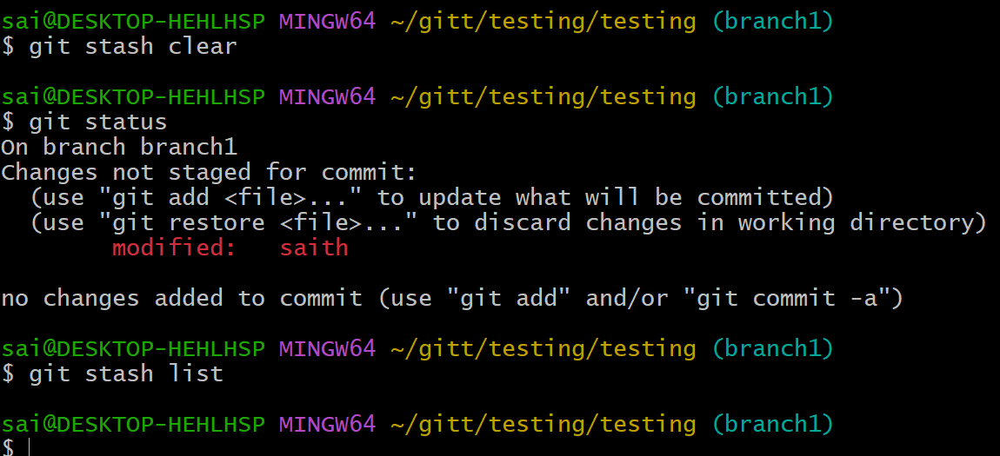 sai@DESKTOP-HEHLHSP MINGW64 ~/gitt/testing/testing (branch1)
$ git stash clear
sai@DESKTOP-HEHLHSP MINGW64 ~/gitt/testing/testing (branch1)
$ git status
On branch branch1
Changes not staged for commit:
  (use "git add <file>..." to update what will be committed)
  (use "git restore <file>..." to discard changes in working directory)
        modified:   saith
no changes added to commit (use "git add" and/or "git commit -a")
sai@DESKTOP-HEHLHSP MINGW64 ~/gitt/testing/testing (branch1)
$ git stash list
sai@DESKTOP-HEHLHSP MINGW64 ~/gitt/testing/testing (branch1)
$